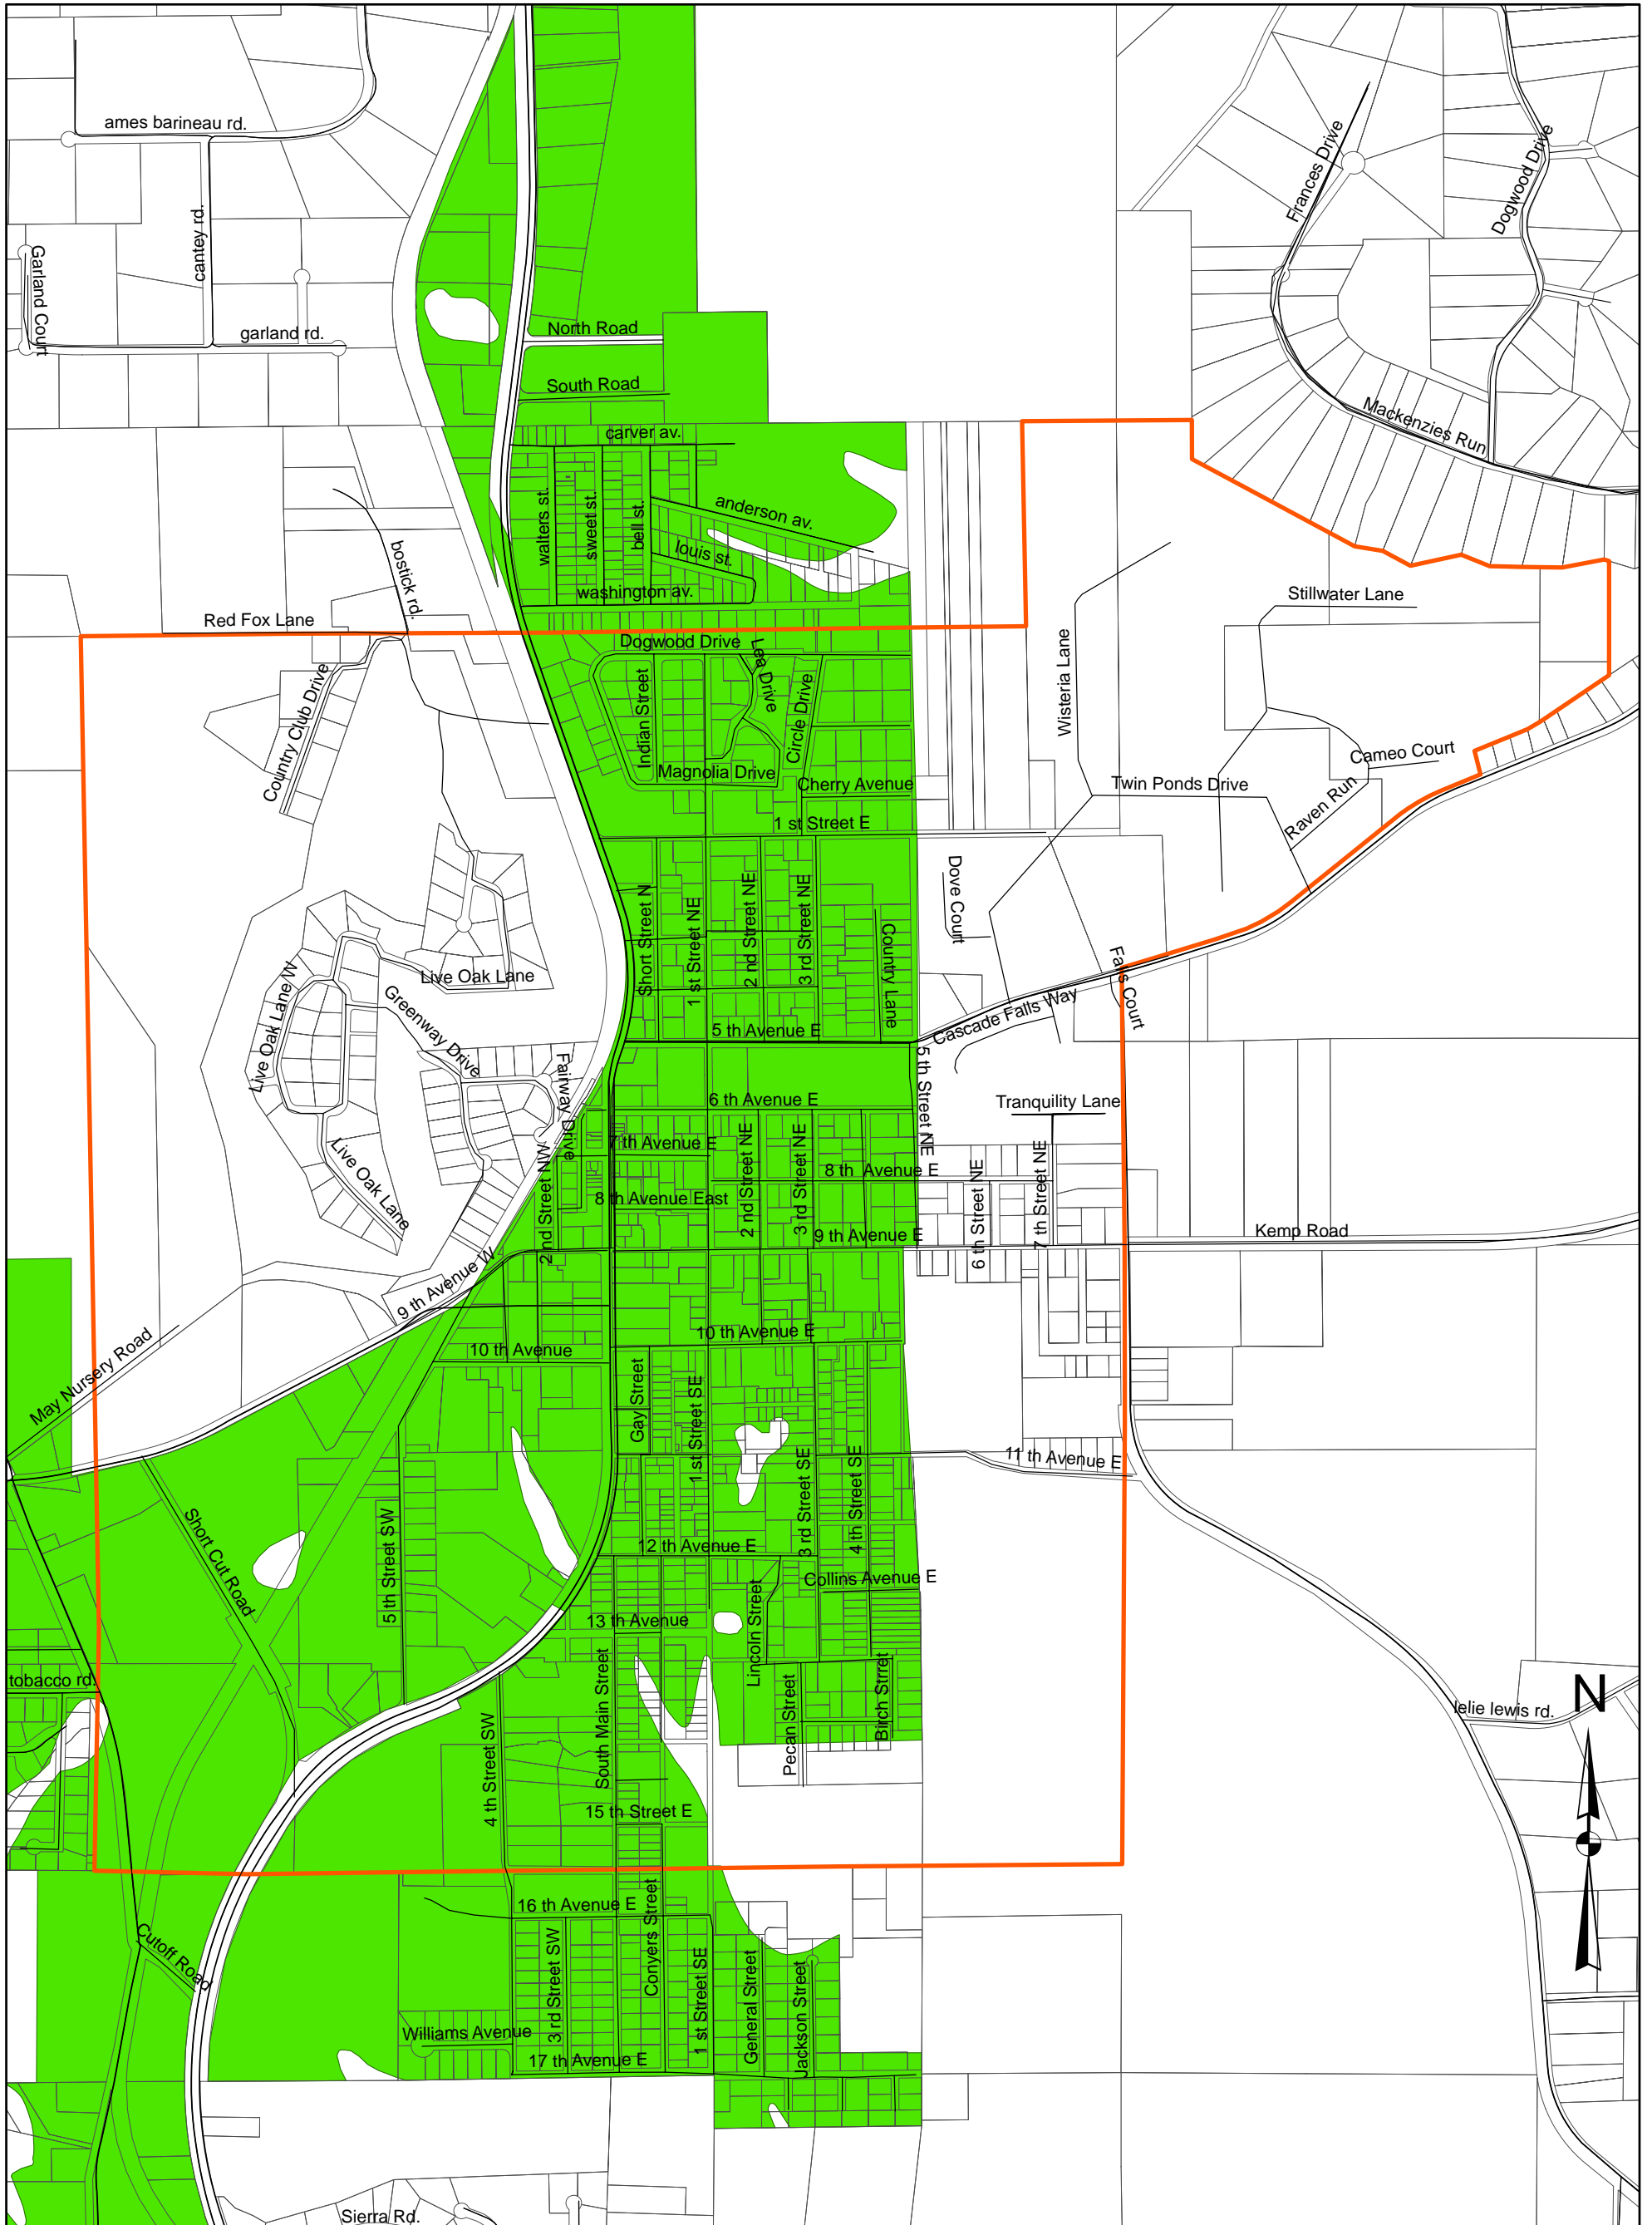 ames barineau rd.
Frances Drive
Dogwood Drive
cantey rd.
Garland Court
garland rd.
North Road
South Road
Mackenzies Run
carver av.
walters st.
sweet st.
bell st.
anderson av.
louis st.
bostick rd.
washington av.
Stillwater Lane
Red Fox Lane
Dogwood Drive
Lea Drive
Wisteria Lane
Country Club Drive
Indian Street
Circle Drive
Magnolia Drive
Cherry Avenue
Cameo Court
Twin Ponds Drive
Raven Run
1 st Street E
Dove Court
Short Street N
1 st Street NE
2 nd Street NE
3 rd Street NE
Country Lane
Live Oak Lane
Live Oak Lane W
Greenway Drive
Falls Court
Cascade Falls Way
5 th Avenue E
5 th Street NE
Fairway Drive
6 th Avenue E
Tranquility Lane
7 th Avenue E
2 nd Street NE
3 rd Street NE
8 th Avenue E
Live Oak Lane
2 nd Street NW
8 th Avenue East
6 th Street NE
7 th Street NE
9 th Avenue E
Kemp Road
9 th Avenue W
10 th Avenue E
10 th Avenue
May Nursery Road
Gay Street
1 st Street SE
3 rd Street SE
4 th Street SE
11 th Avenue E
Short Cut Road
5 th Street SW
12 th Avenue E
Collins Avenue E
Lincoln Street
13 th Avenue
tobacco rd.
South Main Street
Pecan Street
Birch Strret
lelie lewis rd.
N
4 th Street SW
15 th Street E
16 th Avenue E
Conyers Street
Cutoff Road
3 rd Street SW
1 st Street SE
General Street
Jackson Street
Williams Avenue
17 th Avenue E
Sierra Rd.